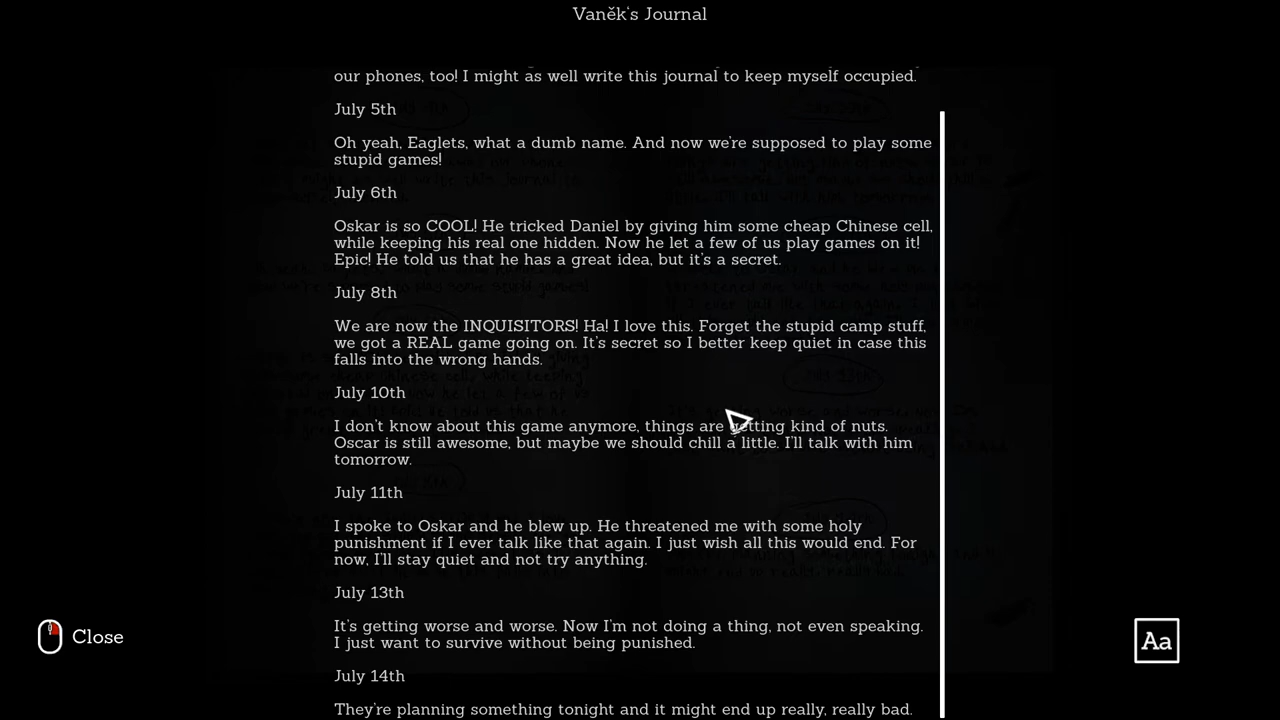 Vaněk's Journal
our phones, too! I might as well write this journal to keep myself occupied.
July 5th
Oh yeah, Eaglets, what a dumb name. And now we're supposed to play some
stupid games!
July 6th
Oskar is so COOL! He tricked Daniel by giving him some cheap Chinese cell,
while keeping his real one hidden. Now he let a few of us play games on it!
Epic! He told us that he has a great idea, but it's a secret.
July 8th
We are now the INQUISITORS! Ha! I love this. Forget the stupid camp stuff,
we got a REAL game going on. It's secret so I better keep quiet in case this
falls into the wrong hands.
July 10th
I don't know about this game anymore, things are getting kind of nuts.
Oscar is still awesome, but maybe we should chill a little. I'll talk with him
tomorrow.
July 11th
I spoke to Oskar and he blew up. He threatened me with some holy
punishment if I ever talk like that again. I just wish all this would end. For
now, I'll stay quiet and not try anything.
July 13th
It's getting worse and worse. Now I'm not doing a thing, not even speaking.
I just want to survive without being punished.
July 14th
They're planning something tonight and it might end up really, really bad.
Close
Aa